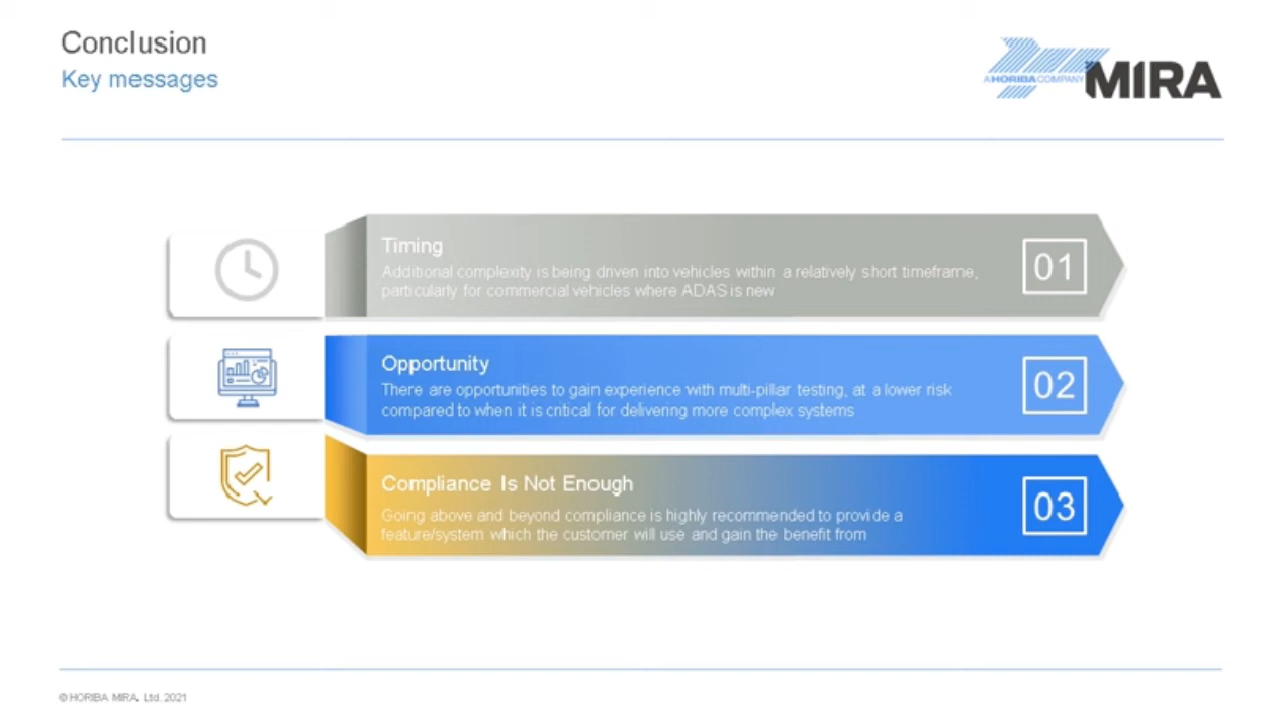 Conclusion
Key messages
A HORIBA COMPANY
MIRA
Timing
Additional complexity is being driven into vehicles within a relatively short timeframe,
particularly for commercial vehicles where ADAS is new
01
Opportunity
There are opportunities to gain experience with multi-pillar testing, at a lower risk
compared to when it is critical for delivering more complex systems
02
Compliance Is Not Enough
Going above and beyond compliance is highly recommended to provide a
feature/system which the customer will use and gain the benefit from
03
© HORIBA MIRA. Ltd. 2021